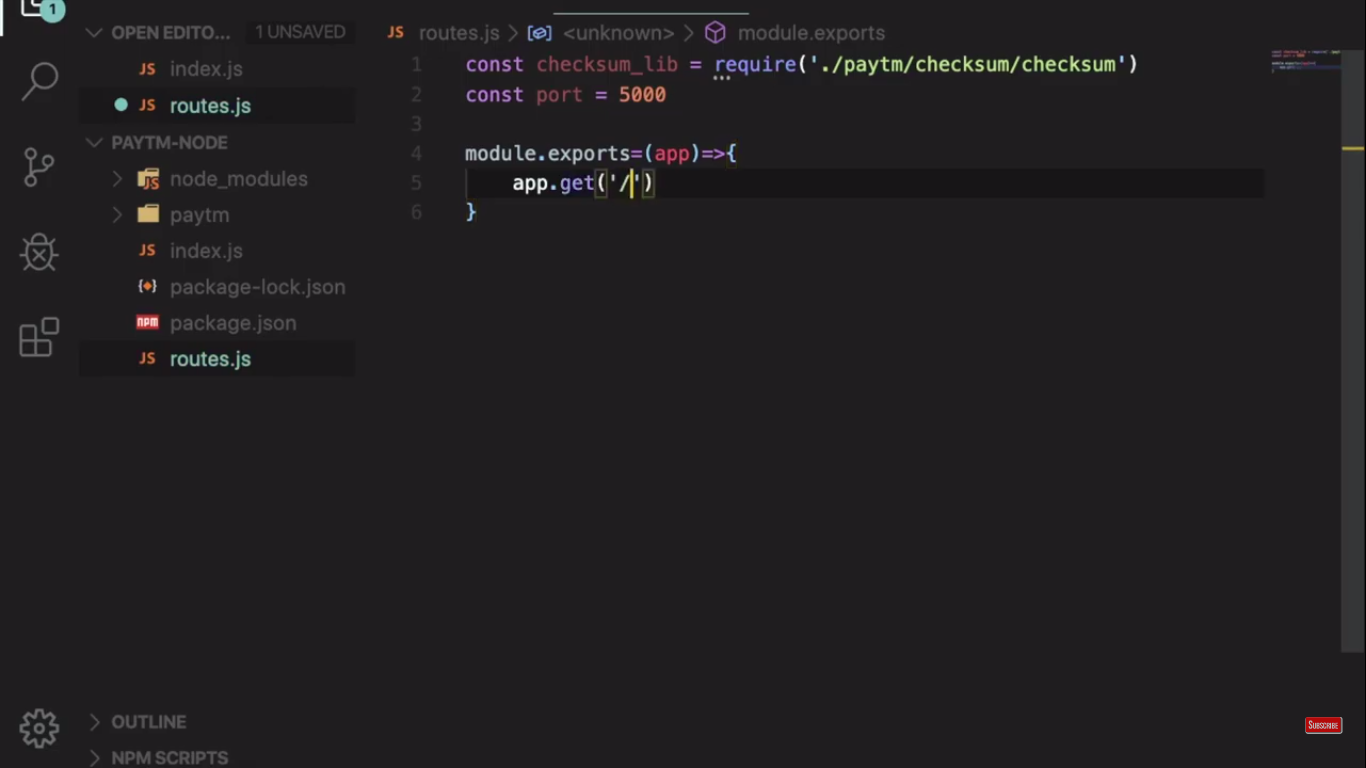 1
OPEN EDITO... 1 UNSAVED
JS index.js
JS routes.js
PAYTM-NODE
JS node_modules
paytm
JS index.js
package-lock.json
npm package.json
JS routes.js
OUTLINE
NPM SCRIPTS
JS routes.js > <unknown> > module.exports
1 const checksum_lib = require('./paytm/checksum/checksum')
2 const port = 5000
3
4 module.exports=(app)=>{
5 app.get('/')
6 }
SUBSCRIBE